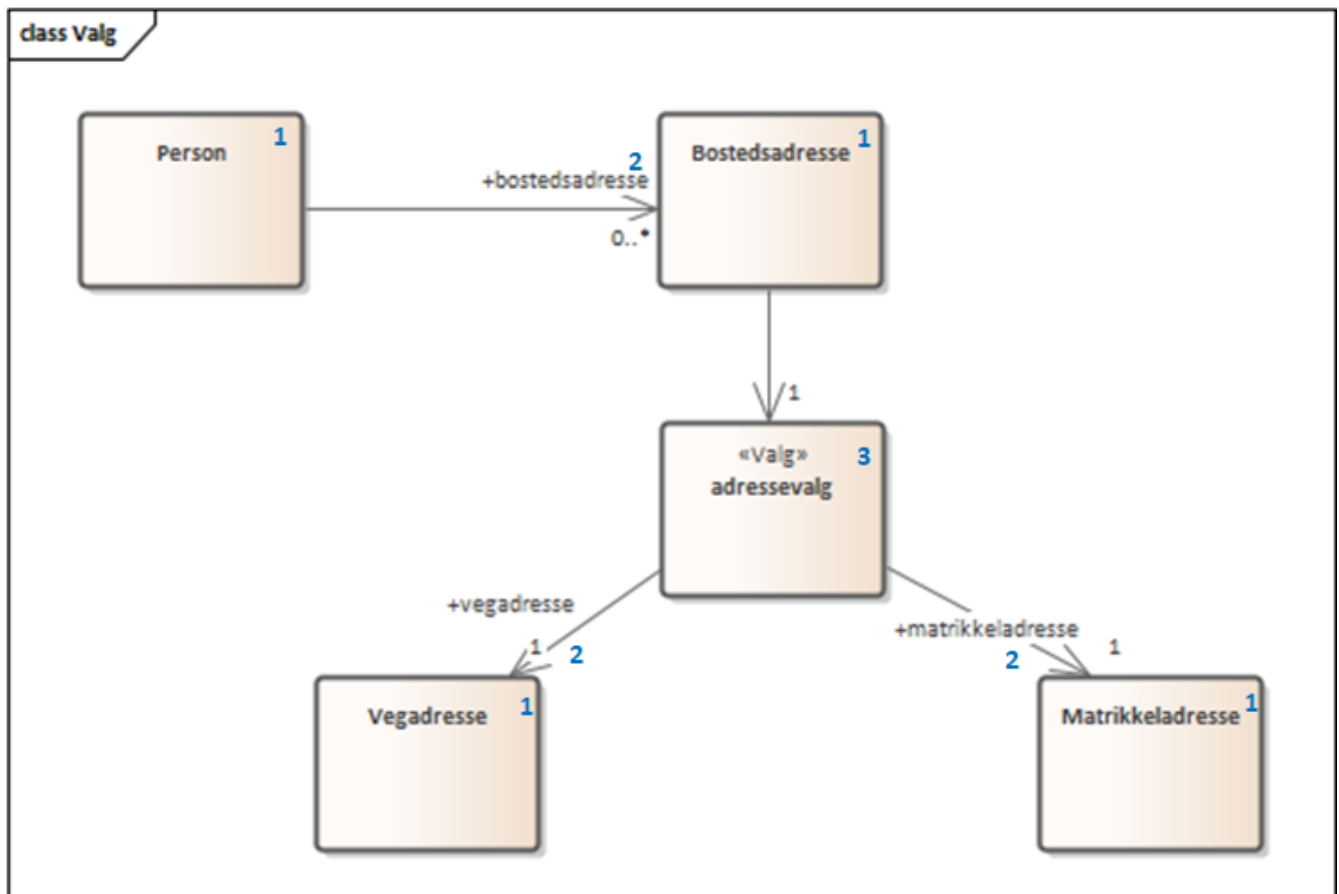 class Valg
Person
1
Bostedsadresse
1
2
+bostedsadresse
0..*
1
«Valg»
adressevalg
3
+vegadresse
1
2
+matrikkeladresse
2
1
Vegadresse
1
Matrikkeladresse
1